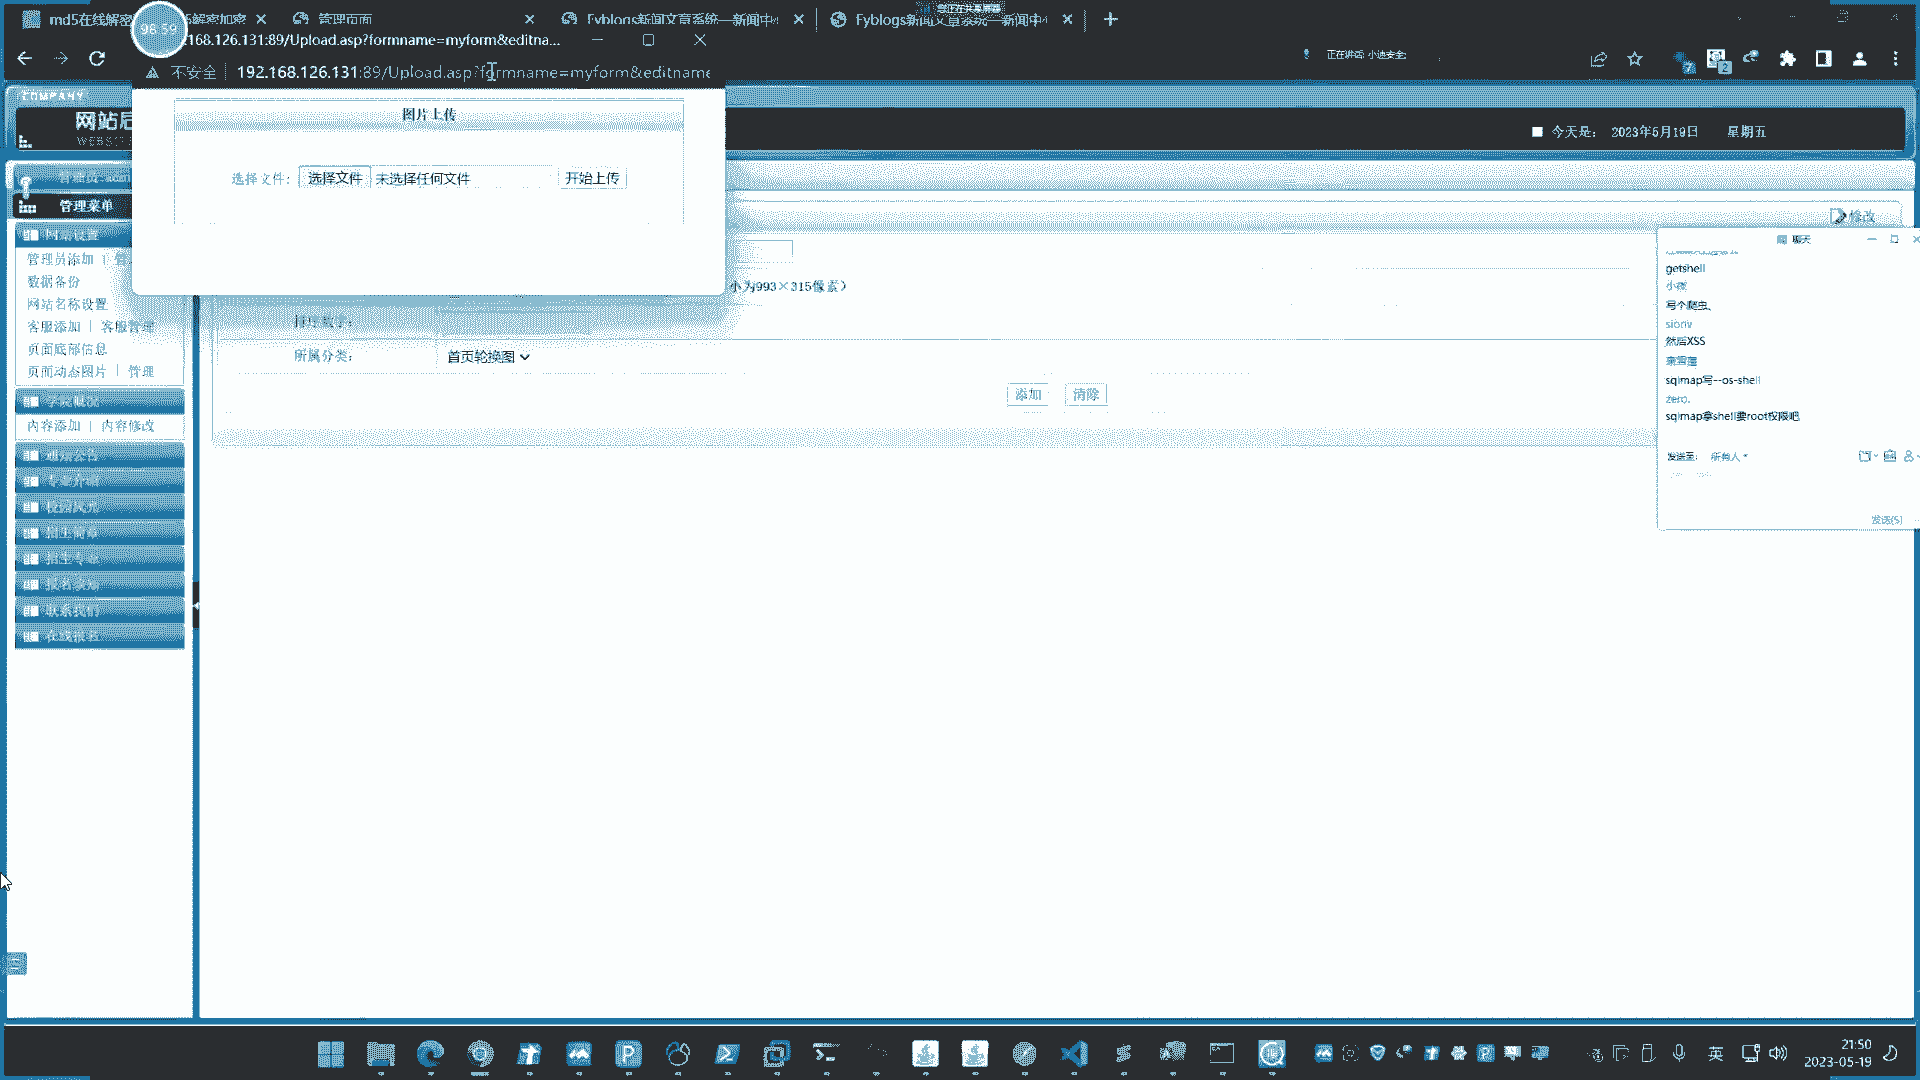 md5在线解密
5解密加密
管理页面
Fyblogs新闻文章系统—新闻中心
Fyblogs新闻文章系统—新闻中心
98:59
.168.126.131:89/Upload.asp?formname=myform&editna...
不安全
192.168.126.131:89/Upload.asp?formname=myform&editname
正在讲话: 小迪安全
COMPANY
网站后
今天是: 2023年5月19日 星期五
图片上传
选择文件: 选择文件 未选择任何文件 开始上传
管理菜单
修改
网站设置
管理员添加
数据备份
网站名称设置
客服添加 | 客服管理
页面底部信息
页面动态图片 | 管理
学院概况
内容添加 | 内容修改
通知公告
专业介绍
校园风光
招生简章
招生专业
报名须知
联系我们
在线报名
小为993×315像素)
排序数字:
所属分类: 首页轮换图
添加 清除
聊天
getshell
写个爬虫、
然后XSS
sqlmap写--os-shell
zero.
sqlmap拿shell要root权限吧
发送至: 所有人
发送(S)
英
21:50
2023-05-19